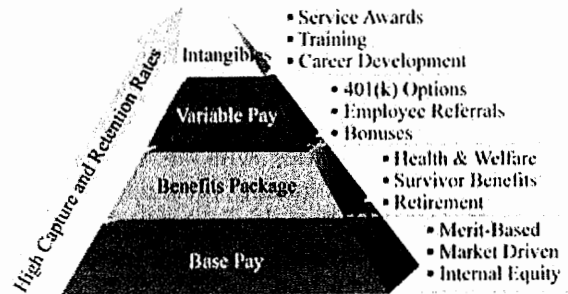 High Capture and Retention Rates
Intangibles
• Service Awards
• Training
• Career Development
Variable Pay
• 401(k) Options
• Employee Referrals
• Bonuses
Benefits Package
• Health & Welfare
• Survivor Benefits
• Retirement
Base Pay
• Merit-Based
• Market Driven
• Internal Equity